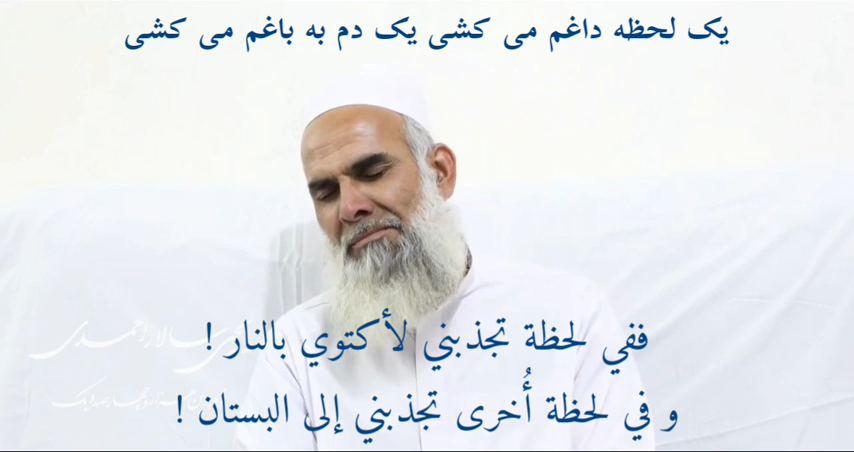 یک لحظه داغم می کشی یک دم به باغم می کشی
ففي لحظة تجذبني لأكتوي بالنار !
و في لحظة أُخرى تجذبني إلى البستان !